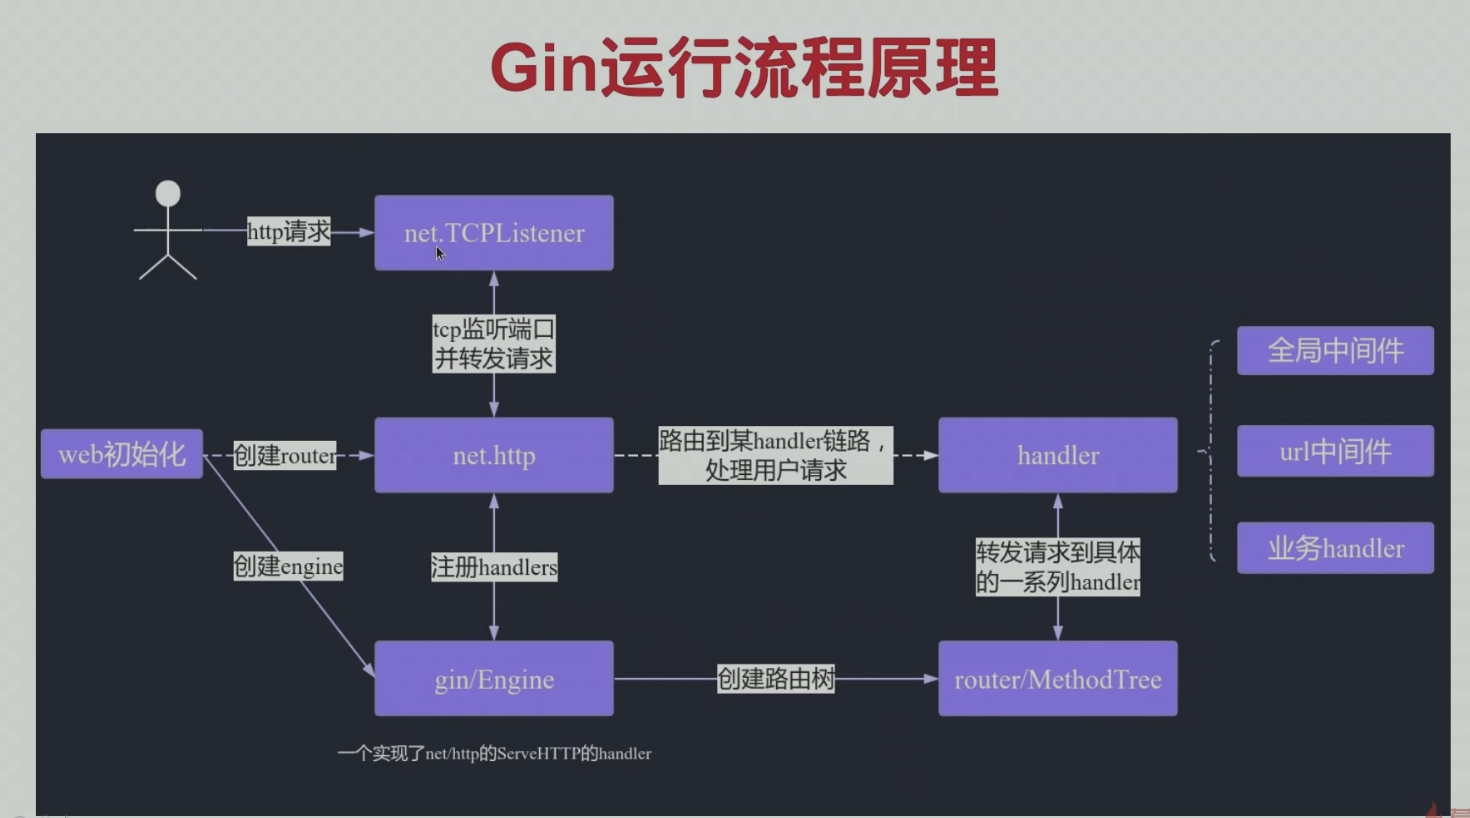 Gin运行流程原理
http请求
net.TCPListener
tcp监听端口
并转发请求
全局中间件
web初始化
创建router
net.http
路由到某handler链路，
处理用户请求
handler
url中间件
创建engine
注册handlers
转发请求到具体
的一系列handler
业务handler
gin/Engine
创建路由树
router/MethodTree
一个实现了net/http的ServeHTTP的handler